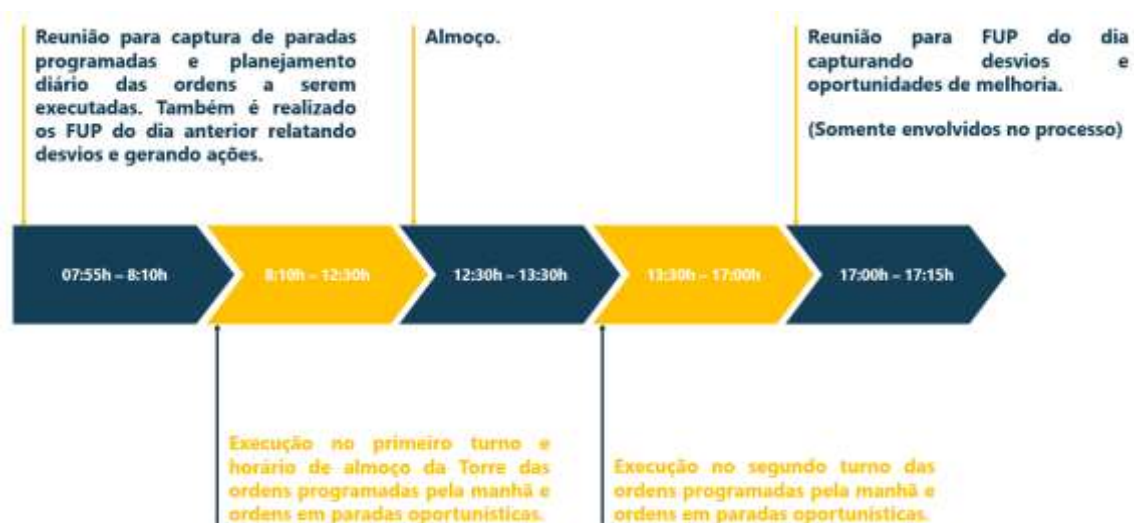 Reunião para captura de paradas
programadas e planejamento
diário das ordens a serem
executadas. Também é realizado
os FUP do dia anterior relatando
desvios e gerando ações.
Almoço.
Reunião para FUP do dia
capturando desvios e
oportunidades de melhoria.
(Somente envolvidos no processo)
07:55h – 8:10h
8:10h – 12:30h
12:30h – 13:30h
13:30h – 17:00h
17:00h – 17:15h
Execução no primeiro turno e
horário de almoço da Torre das
ordens programadas pela manhã e
ordens em paradas oportunísticas.
Execução no segundo turno das
ordens programadas pela manhã e
ordens em paradas oportunísticas.